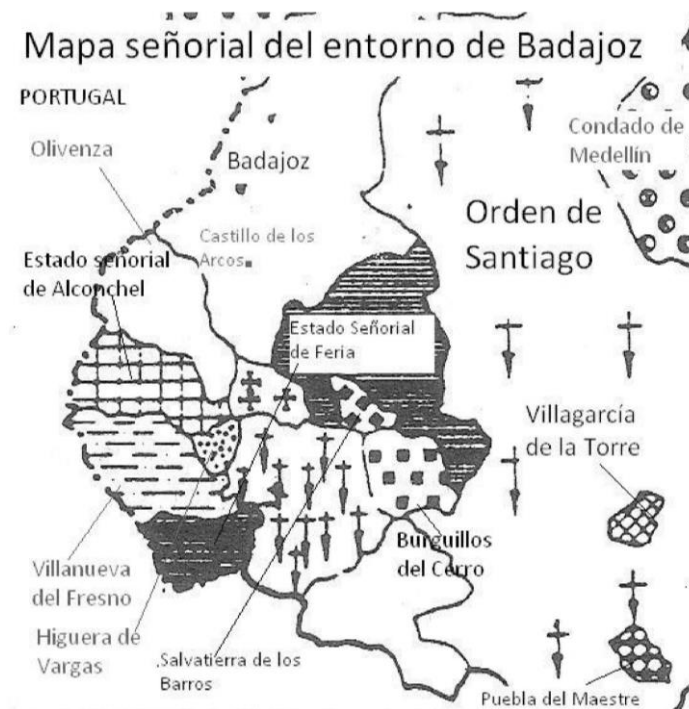 Mapa señorial del entorno de Badajoz
PORTUGAL
Olivenza
Badajoz
Condado de
Medellín
Orden de
Santiago
Castillo de los
Arcos
Estado señorial
de Alconchel
Estado Señorial
de Feria
Villagarcía
de la Torre
Burguillos
del Cerro
Villanueva
del Fresno
Higuera de
Vargas
Salvatierra de los
Barros
Puebla del Maestre